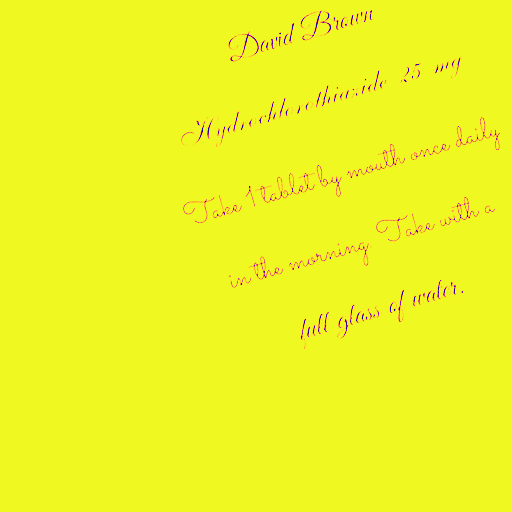 David Brown
Hydrochlorothiazide 25 mg
Take 1 tablet by mouth once daily
in the morning. Take with a
full glass of water.